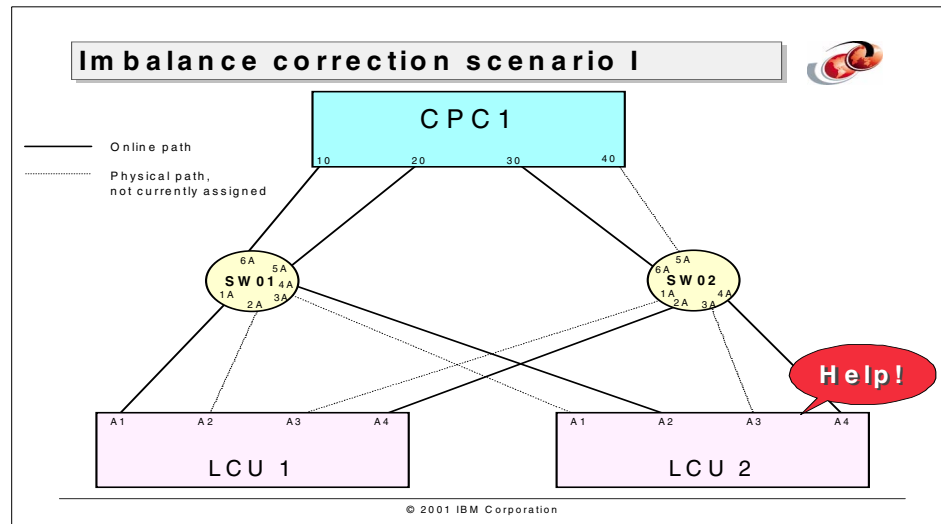 Imbalance correction scenario I
CPC1
10 20 30 40
Online path
Physical path,
not currently assigned
6A 5A 4A 3A 2A 1A
SW01
5A 6A 1A 2A 3A 4A
SW02
Help!
A1 A2 A3 A4
LCU 1
A1 A2 A3 A4
LCU 2
© 2001 IBM Corporation